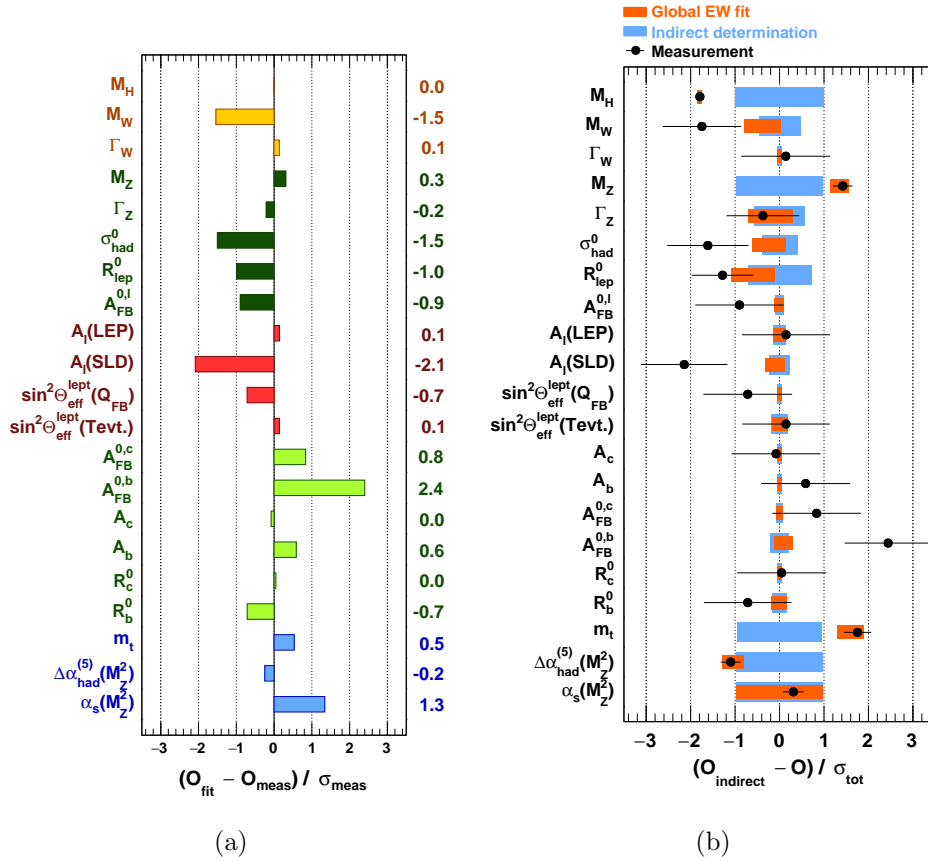 Global EW fit
Indirect determination
Measurement
M_H 0.0
M_W -1.5
Γ_W 0.1
M_Z 0.3
Γ_Z -0.2
σ^0_had -1.5
R^0_lep -1.0
A^0,l_FB -0.9
A_l(LEP) 0.1
A_l(SLD) -2.1
sin²Θ^lept_eff(Q_FB) -0.7
sin²Θ^lept_eff(Tevt.) 0.1
A^0,c_FB 0.8
A^0,b_FB 2.4
A_c 0.0
A_b 0.6
R^0_c 0.0
R^0_b -0.7
m_t 0.5
Δα^(5)_had(M²_Z) -0.2
α_s(M²_Z) 1.3
−3 −2 −1 0 1 2 3
(O_fit − O_meas) / σ_meas
(a)
M_H
M_W
Γ_W
M_Z
Γ_Z
σ^0_had
R^0_lep
A^0,l_FB
A_l(LEP)
A_l(SLD)
sin²Θ^lept_eff(Q_FB)
sin²Θ^lept_eff(Tevt.)
A_c
A_b
A^0,c_FB
A^0,b_FB
R^0_c
R^0_b
m_t
Δα^(5)_had(M²_Z)
α_s(M²_Z)
−3 −2 −1 0 1 2 3
(O_indirect − O) / σ_tot
(b)